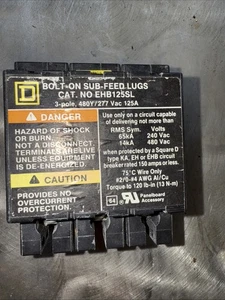 BOLT-ON SUB-FEED LUGS
CAT. NO EHB125SL
3-pole, 480Y/277 Vac 125A
D
DANGER
HAZARD OF SHOCK
OR BURN.
NOT A DISCONNECT.
TERMINALS ARE LIVE
UNLESS DEVICE IS
DE-ENERGIZED.
CAUTION
PROVIDES NO
OVERCURRENT
PROTECTION.
Use only on a circuit capable
of delivering not more than
RMS Sym. Volts
65kA 240 Vac
14kA 480 Vac
when protected by a Square D
type KA, EH or EHB circuit
breaker rated 150 amps or less.
75°C Wire Only
#2/0-#4 AWG Al/Cu
Torque to 120 lb-in (13 N-m)
64
Panelboard
Accessory